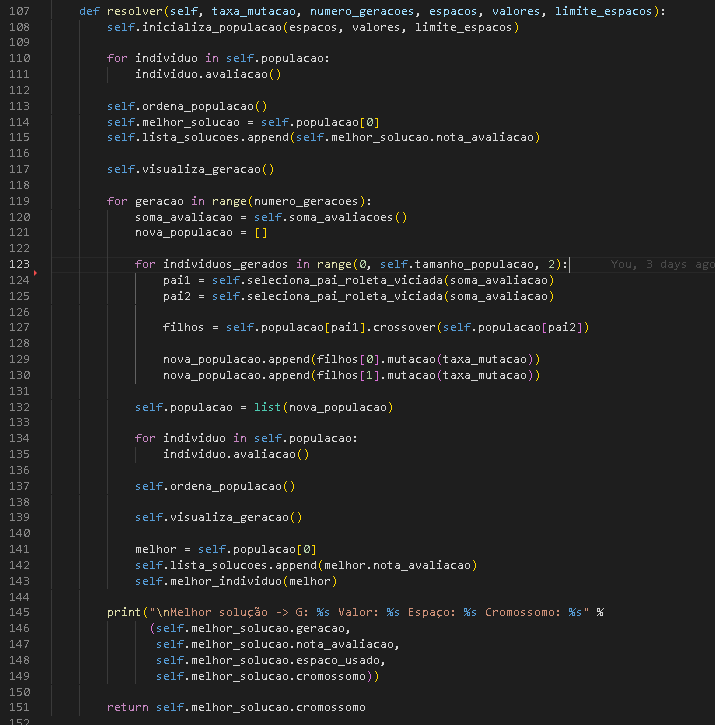 107 def resolver(self, taxa_mutacao, numero_geracoes, espacos, valores, limite_espacos):
108 self.inicializa_populacao(espacos, valores, limite_espacos)
109
110 for individuo in self.populacao:
111 individuo.avaliacao()
112
113 self.ordena_populacao()
114 self.melhor_solucao = self.populacao[0]
115 self.lista_solucoes.append(self.melhor_solucao.nota_avaliacao)
116
117 self.visualiza_geracao()
118
119 for geracao in range(numero_geracoes):
120 soma_avaliacao = self.soma_avaliacoes()
121 nova_populacao = []
122
123 for individuos_gerados in range(0, self.tamanho_populacao, 2): You, 3 days ago
124 pai1 = self.seleciona_pai_roleta_viciada(soma_avaliacao)
125 pai2 = self.seleciona_pai_roleta_viciada(soma_avaliacao)
126
127 filhos = self.populacao[pai1].crossover(self.populacao[pai2])
128
129 nova_populacao.append(filhos[0].mutacao(taxa_mutacao))
130 nova_populacao.append(filhos[1].mutacao(taxa_mutacao))
131
132 self.populacao = list(nova_populacao)
133
134 for individuo in self.populacao:
135 individuo.avaliacao()
136
137 self.ordena_populacao()
138
139 self.visualiza_geracao()
140
141 melhor = self.populacao[0]
142 self.lista_solucoes.append(melhor.nota_avaliacao)
143 self.melhor_individuo(melhor)
144
145 print("\nMelhor solução -> G: %s Valor: %s Espaço: %s Cromossomo: %s" %
146 (self.melhor_solucao.geracao,
147 self.melhor_solucao.nota_avaliacao,
148 self.melhor_solucao.espaco_usado,
149 self.melhor_solucao.cromossomo))
150
151 return self.melhor_solucao.cromossomo
152